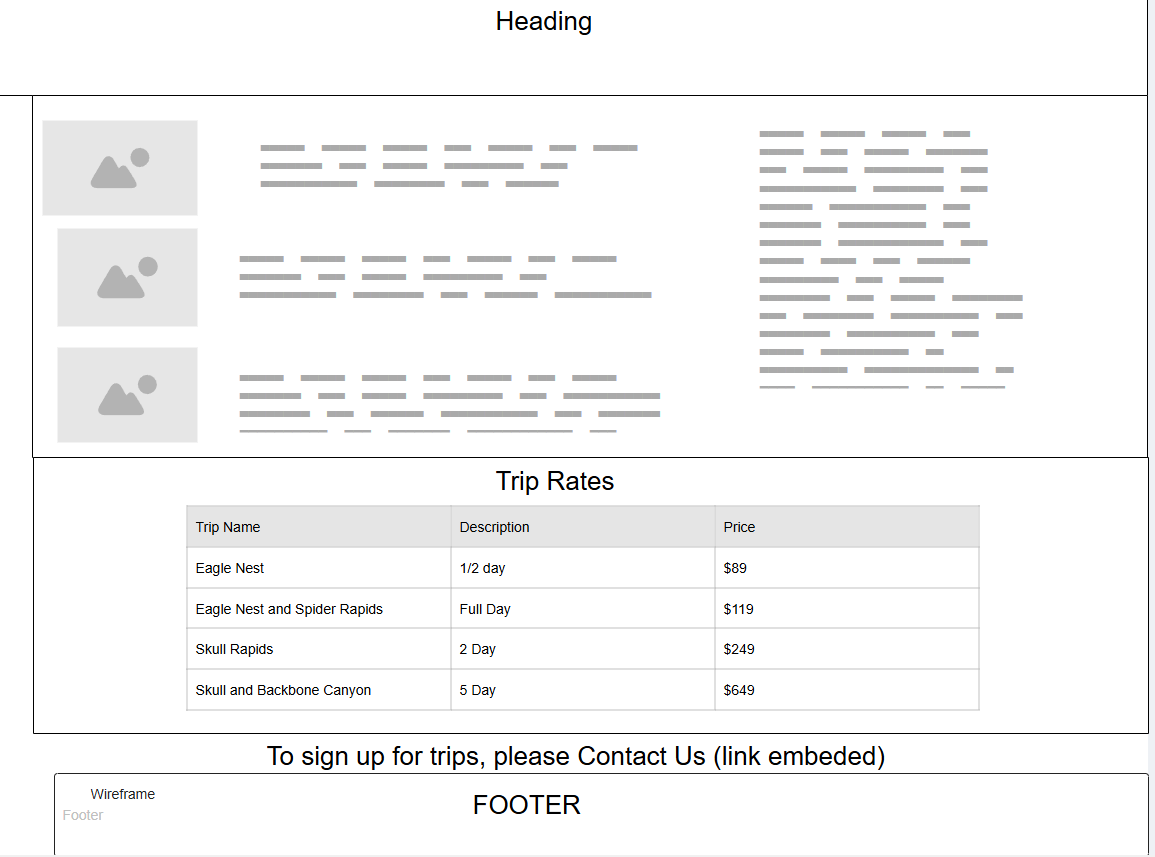 Heading
Trip Rates
Trip Name Description Price
Eagle Nest 1/2 day $89
Eagle Nest and Spider Rapids Full Day $119
Skull Rapids 2 Day $249
Skull and Backbone Canyon 5 Day $649
To sign up for trips, please Contact Us (link embeded)
Wireframe
FOOTER
Footer